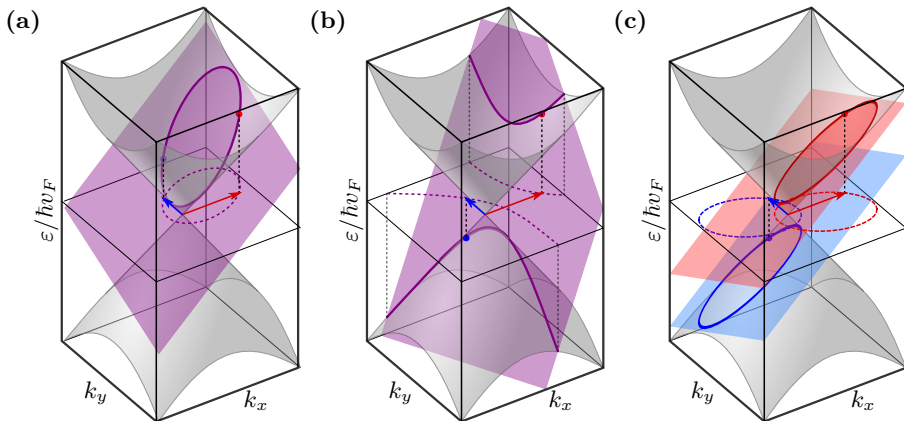 (a) (b) (c)
ε/ħv_F ε/ħv_F ε/ħv_F
k_y k_x k_y k_x k_y k_x